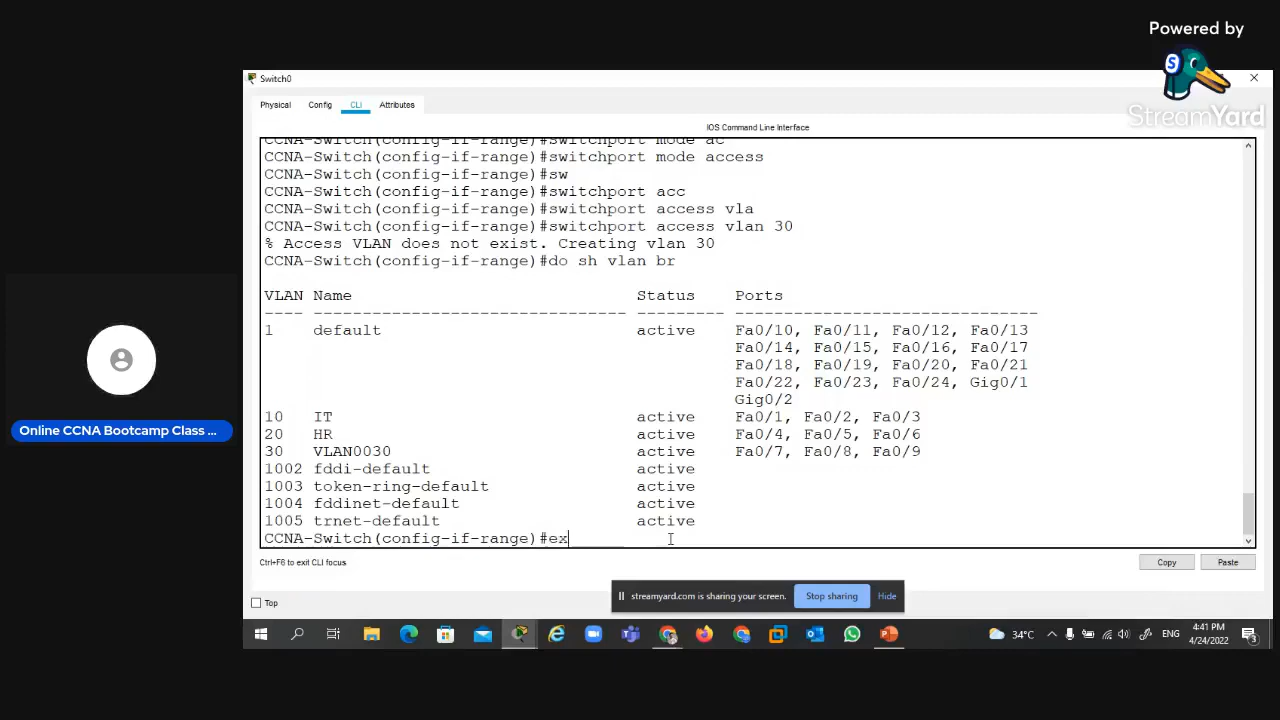 Powered by
StreamYard
Switch0
Physical Config CLI Attributes
IOS Command Line Interface
CCNA-Switch(config-if-range)#switchport mode ac
CCNA-Switch(config-if-range)#switchport mode access
CCNA-Switch(config-if-range)#sw
CCNA-Switch(config-if-range)#switchport acc
CCNA-Switch(config-if-range)#switchport access vla
CCNA-Switch(config-if-range)#switchport access vlan 30
% Access VLAN does not exist. Creating vlan 30
CCNA-Switch(config-if-range)#do sh vlan br
VLAN Name Status Ports
---- -------------------------------- --------- -------------------------------
1 default active Fa0/10, Fa0/11, Fa0/12, Fa0/13
Fa0/14, Fa0/15, Fa0/16, Fa0/17
Fa0/18, Fa0/19, Fa0/20, Fa0/21
Fa0/22, Fa0/23, Fa0/24, Gig0/1
Gig0/2
10 IT active Fa0/1, Fa0/2, Fa0/3
20 HR active Fa0/4, Fa0/5, Fa0/6
30 VLAN0030 active Fa0/7, Fa0/8, Fa0/9
1002 fddi-default active
1003 token-ring-default active
1004 fddinet-default active
1005 trnet-default active
CCNA-Switch(config-if-range)#ex
Ctrl+F6 to exit CLI focus
Copy Paste
Top
streamyard.com is sharing your screen. Stop sharing Hide
Online CCNA Bootcamp Class ...
34°C ENG 4:41 PM
4/24/2022
3